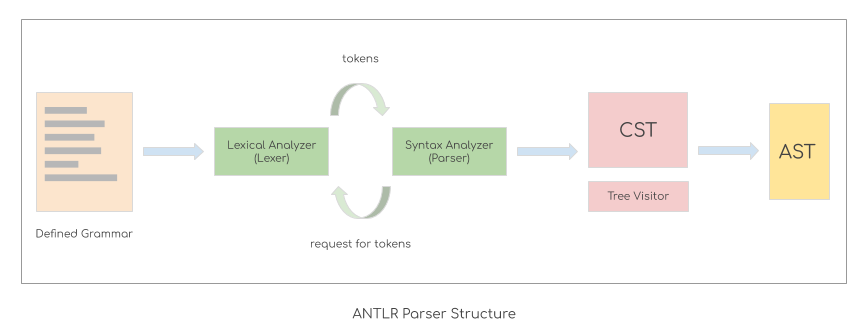 tokens
Lexical Analyzer
(Lexer)
Syntax Analyzer
(Parser)
CST
Tree Visitor
AST
Defined Grammar
request for tokens
ANTLR Parser Structure